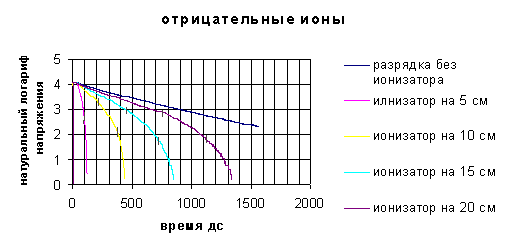 отрицательные ионы
натуральный логариф
напряжения
5
4
3
2
1
0
0
500
1000
1500
2000
время дс
разрядка без
ионизатора
илнизатор на 5 см
ионизатор на 10 см
ионизатор на 15 см
ионизатор на 20 см